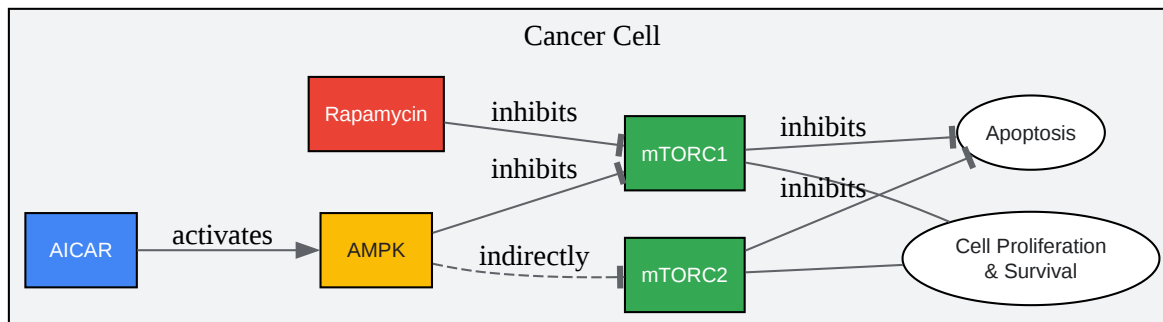 Cancer Cell
Rapamycin
inhibits
mTORC1
inhibits
Apoptosis
inhibits
inhibits
AICAR
activates
AMPK
indirectly
mTORC2
Cell Proliferation
& Survival